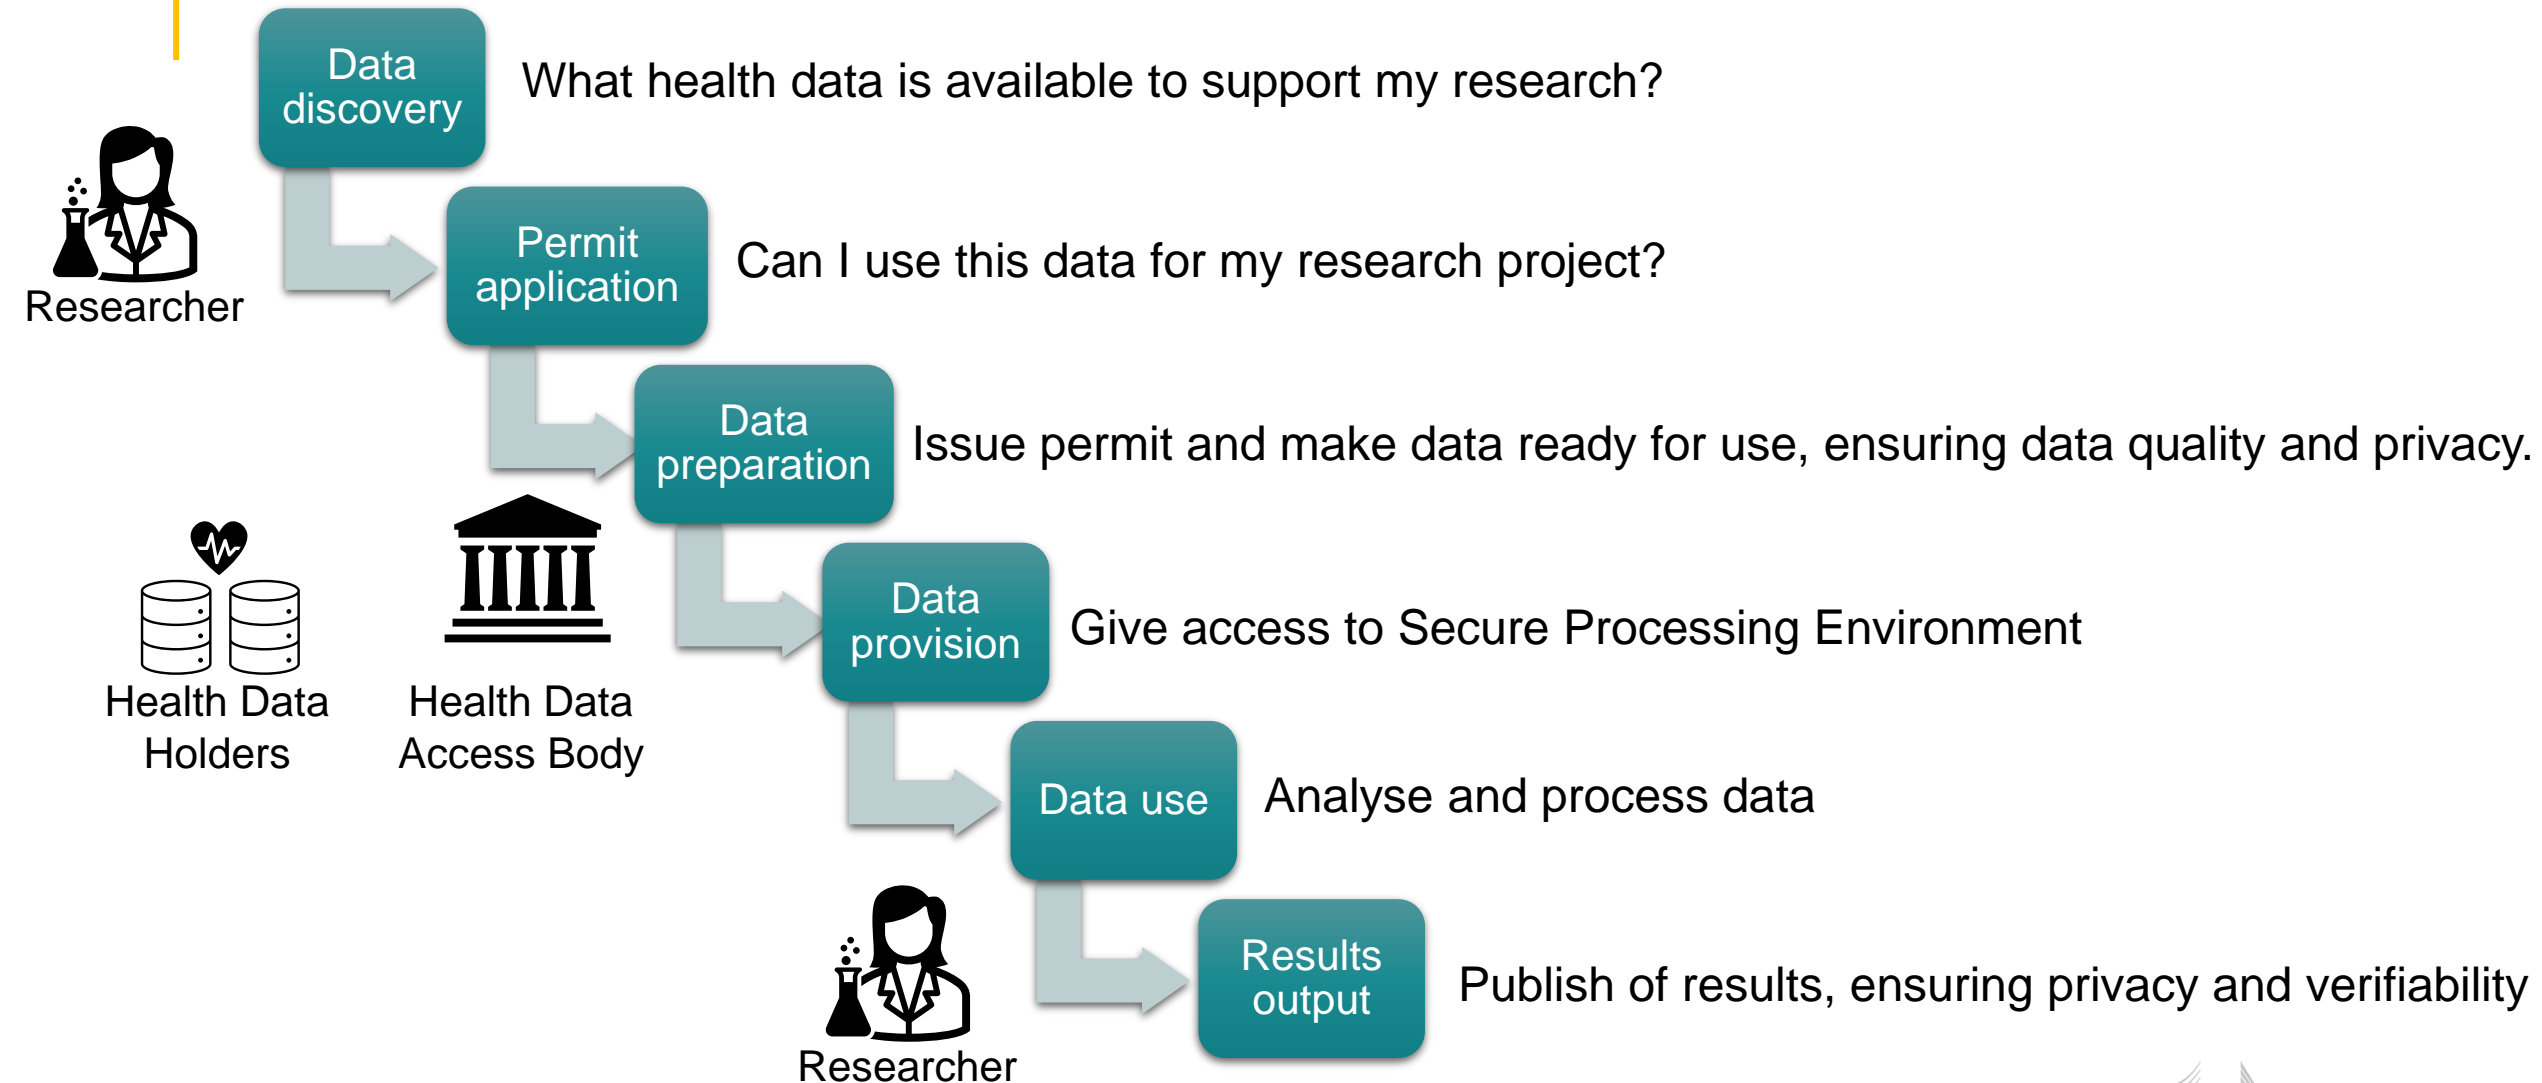 Data
discovery
What health data is available to support my research?
Researcher
Permit
application
Can I use this data for my research project?
Data
preparation
Issue permit and make data ready for use, ensuring data quality and privacy.
Health Data
Holders
Health Data
Access Body
Data
provision
Give access to Secure Processing Environment
Data use
Analyse and process data
Researcher
Results
output
Publish of results, ensuring privacy and verifiability